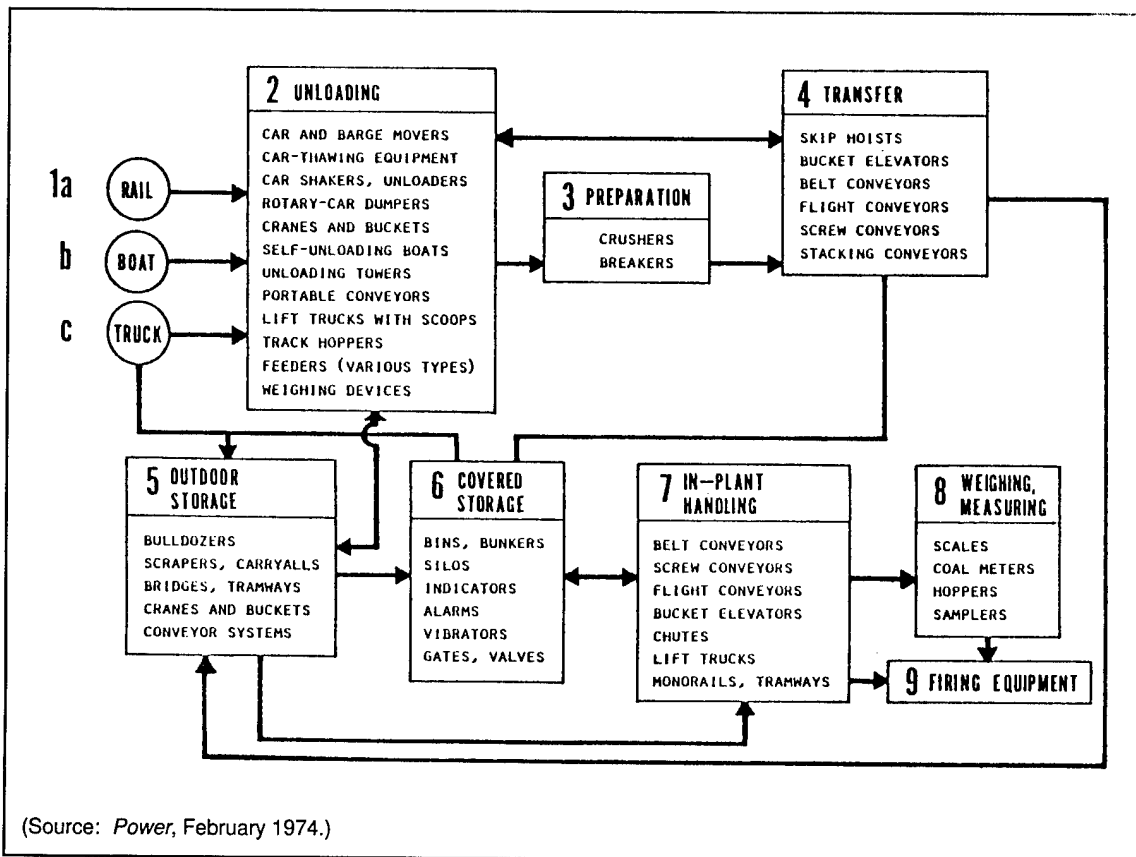 2 UNLOADING
CAR AND BARGE MOVERS
CAR-THAWING EQUIPMENT
CAR SHAKERS, UNLOADERS
ROTARY-CAR DUMPERS
CRANES AND BUCKETS
SELF-UNLOADING BOATS
UNLOADING TOWERS
PORTABLE CONVEYORS
LIFT TRUCKS WITH SCOOPS
TRACK HOPPERS
FEEDERS (VARIOUS TYPES)
WEIGHING DEVICES
1a RAIL
b BOAT
c TRUCK
3 PREPARATION
CRUSHERS
BREAKERS
4 TRANSFER
SKIP HOISTS
BUCKET ELEVATORS
BELT CONVEYORS
FLIGHT CONVEYORS
SCREW CONVEYORS
STACKING CONVEYORS
5 OUTDOOR
STORAGE
BULLDOZERS
SCRAPERS, CARRYALLS
BRIDGES, TRAMWAYS
CRANES AND BUCKETS
CONVEYOR SYSTEMS
6 COVERED
STORAGE
BINS, BUNKERS
SILOS
INDICATORS
ALARMS
VIBRATORS
GATES, VALVES
7 IN-PLANT
HANDLING
BELT CONVEYORS
SCREW CONVEYORS
FLIGHT CONVEYORS
BUCKET ELEVATORS
CHUTES
LIFT TRUCKS
MONORAILS, TRAMWAYS
8 WEIGHING,
MEASURING
SCALES
COAL METERS
HOPPERS
SAMPLERS
9 FIRING EQUIPMENT
(Source: Power, February 1974.)